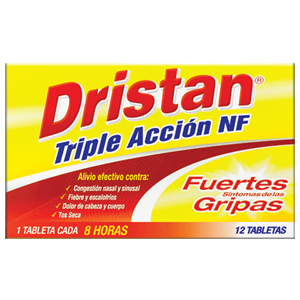 Dristan®
Triple Acción NF
Alivio efectivo contra:
✓ Congestión nasal y sinusal
✓ Fiebre y escalofríos
✓ Dolor de cabeza y cuerpo
✓ Tos Seca
Fuertes
Síntomas de las
Gripas
1 TABLETA CADA 8 HORAS
12 TABLETAS